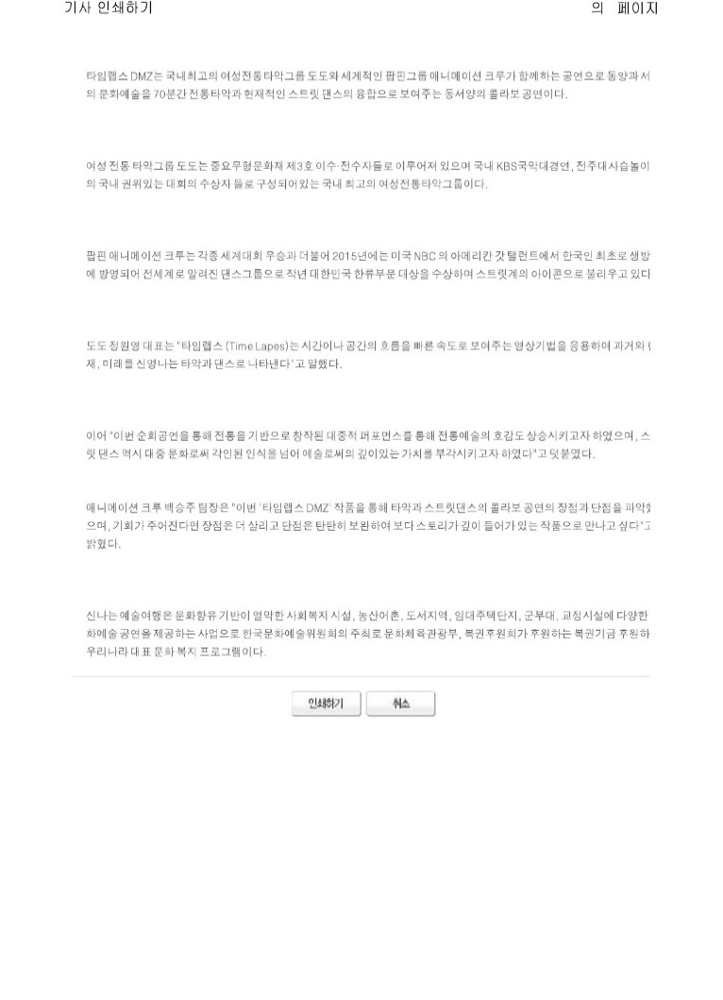 기사 인쇄하기
의 페이지
타임랩스 DMZ는 국내최고의 여성전통타악그룹 도도와 세계적인 팝핀그룹 애니메이션 크루가 함께하는 공연으로 동양과 서
의 문화예술을 70분간 전통타악과 현재적인 스트릿 댄스의 융합으로 보여주는 동서양의 콜라보 공연이다.
여성 전통 타악그룹 도도는 중요무형문화재 제3호 이수·전수자들로 이루어져 있으며 국내 KBS국악대경연, 전주대사습놀이
의 국내 권위있는 대회의 수상자 들로 구성되어있는 국내 최고의 여성전통타악그룹이다.
팝핀 애니메이션 크루는 각종 세계대회 우승과 더불어 2015년에는 미국 NBC 의 아메리칸 갓 탤런트에서 한국인 최초로 생방
에 방영되어 전세계로 알려진 댄스그룹으로 작년 대한민국 한류부문 대상을 수상하며 스트릿계의 아이콘으로 불리우고 있다
도도 정원영 대표는 "타임랩스 (Time Lapes)는 시간이나 공간의 흐름을 빠른 속도로 보여주는 영상기법을 응용하여 과거와
재, 미래를 신명나는 타악과 댄스로 나타낸다"고 말했다.
이어 "이번 순회공연을 통해 전통을 기반으로 창작된 대중적 퍼포먼스를 통해 전통예술의 호감도 상승시키고자 하였으며, 스
릿 댄스 역시 대중 문화로써 각인된 인식을 넘어 예술로써의 깊이있는 가치를 부각시키고자 하였다"고 덧붙였다.
애니메이션 크루 백승주 팀장은 "이번 '타임랩스 DMZ' 작품을 통해 타악과 스트릿댄스의 콜라보 공연의 장점과 단점을 파악했
으며, 기회가 주어진다면 장점은 더 살리고 단점은 탄탄히 보완하여 보다 스토리가 깊이 들어가 있는 작품으로 만나고 싶다"고
밝혔다.
신나는 예술여행은 문화향유 기반이 열악한 사회복지 시설, 농산어촌, 도서지역, 임대주택단지, 군부대, 교정시설에 다양한
화예술 공연을 제공하는 사업으로 한국문화예술위원회의 주최로 문화체육관광부, 복권후원회가 후원하는 복권기금 후원하
우리나라 대표 문화 복지 프로그램이다.
인쇄하기
취소